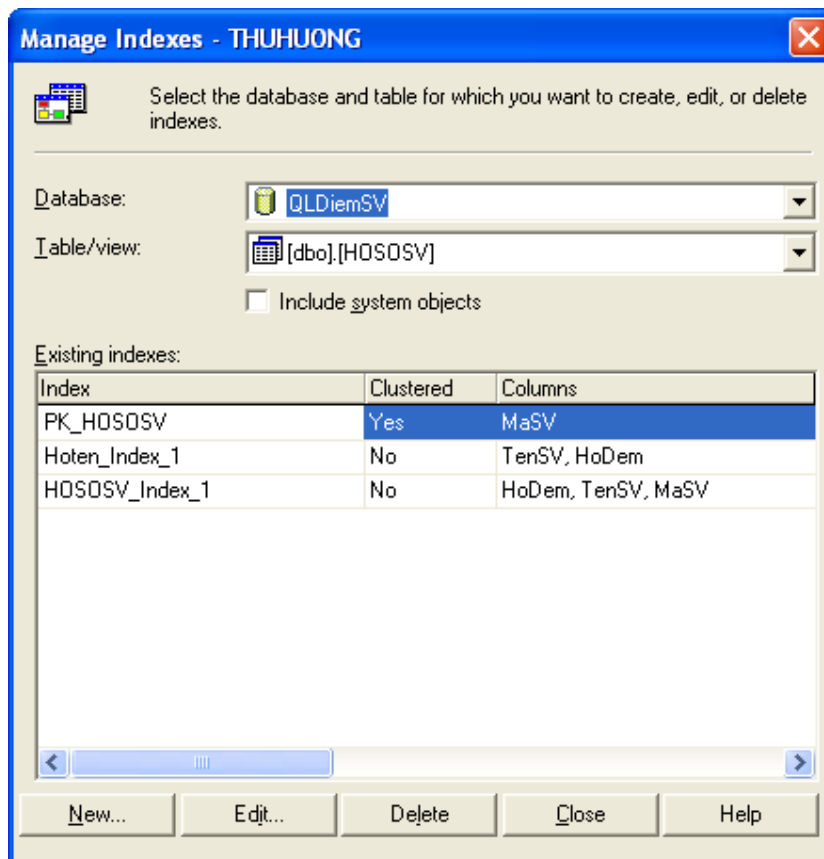 Manage Indexes - THUHUONG
Select the database and table for which you want to create, edit, or delete
indexes.
Database: QLDiemSV
Table/view: [dbo].[HOSOSV]
Include system objects
Existing indexes:
Index Clustered Columns
PK_HOSOSV Yes MaSV
Hoten_Index_1 No TenSV, HoDem
HOSOSV_Index_1 No HoDem, TenSV, MaSV
New... Edit... Delete Close Help